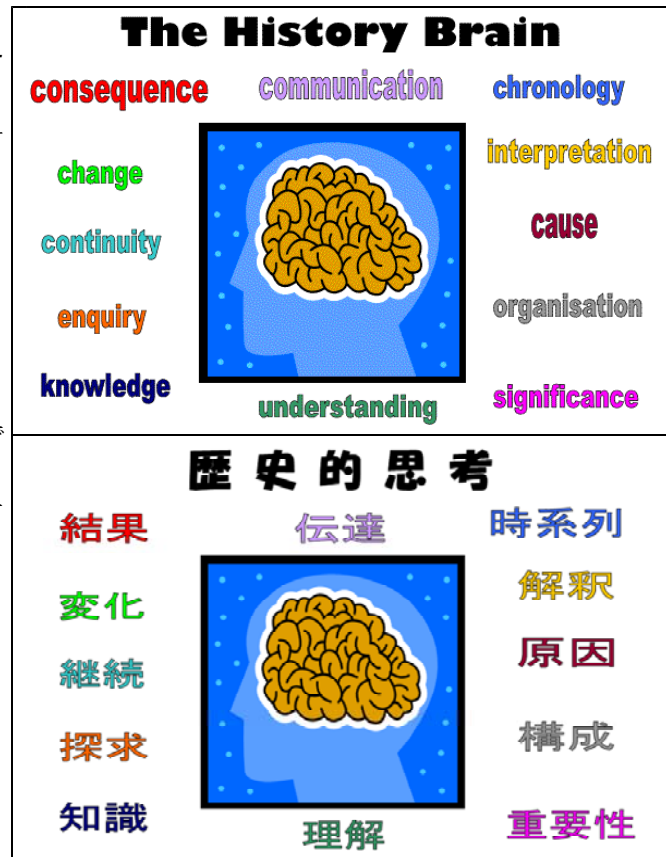 The History Brain
consequence
communication
chronology
interpretation
change
cause
continuity
enquiry
organisation
knowledge
understanding
significance
歴史的思考
結果
伝達
時系列
解釈
変化
原因
継続
探求
構成
知識
理解
重要性